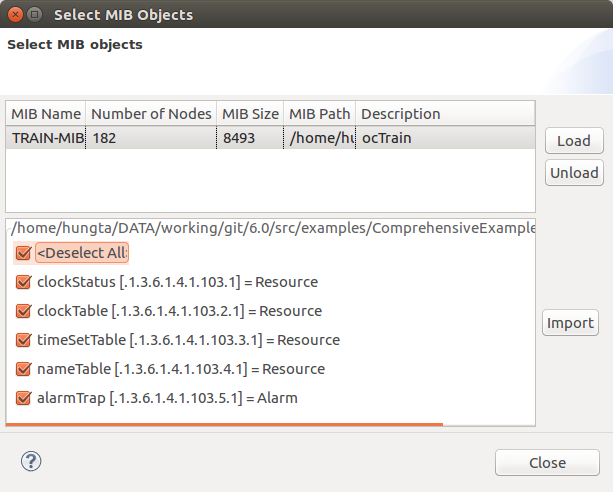 Select MIB Objects
Select MIB objects
MIB Name Number of Nodes MIB Size MIB Path Description
TRAIN-MIB 182 8493 /home/hu ocTrain
Load
Unload
/home/hungta/DATA/working/git/6.0/src/examples/ComprehensiveExample
<Deselect All>
clockStatus [.1.3.6.1.4.1.103.1] = Resource
clockTable [.1.3.6.1.4.1.103.2.1] = Resource
timeSetTable [.1.3.6.1.4.1.103.3.1] = Resource
nameTable [.1.3.6.1.4.1.103.4.1] = Resource
alarmTrap [.1.3.6.1.4.1.103.5.1] = Alarm
Import
?
Close